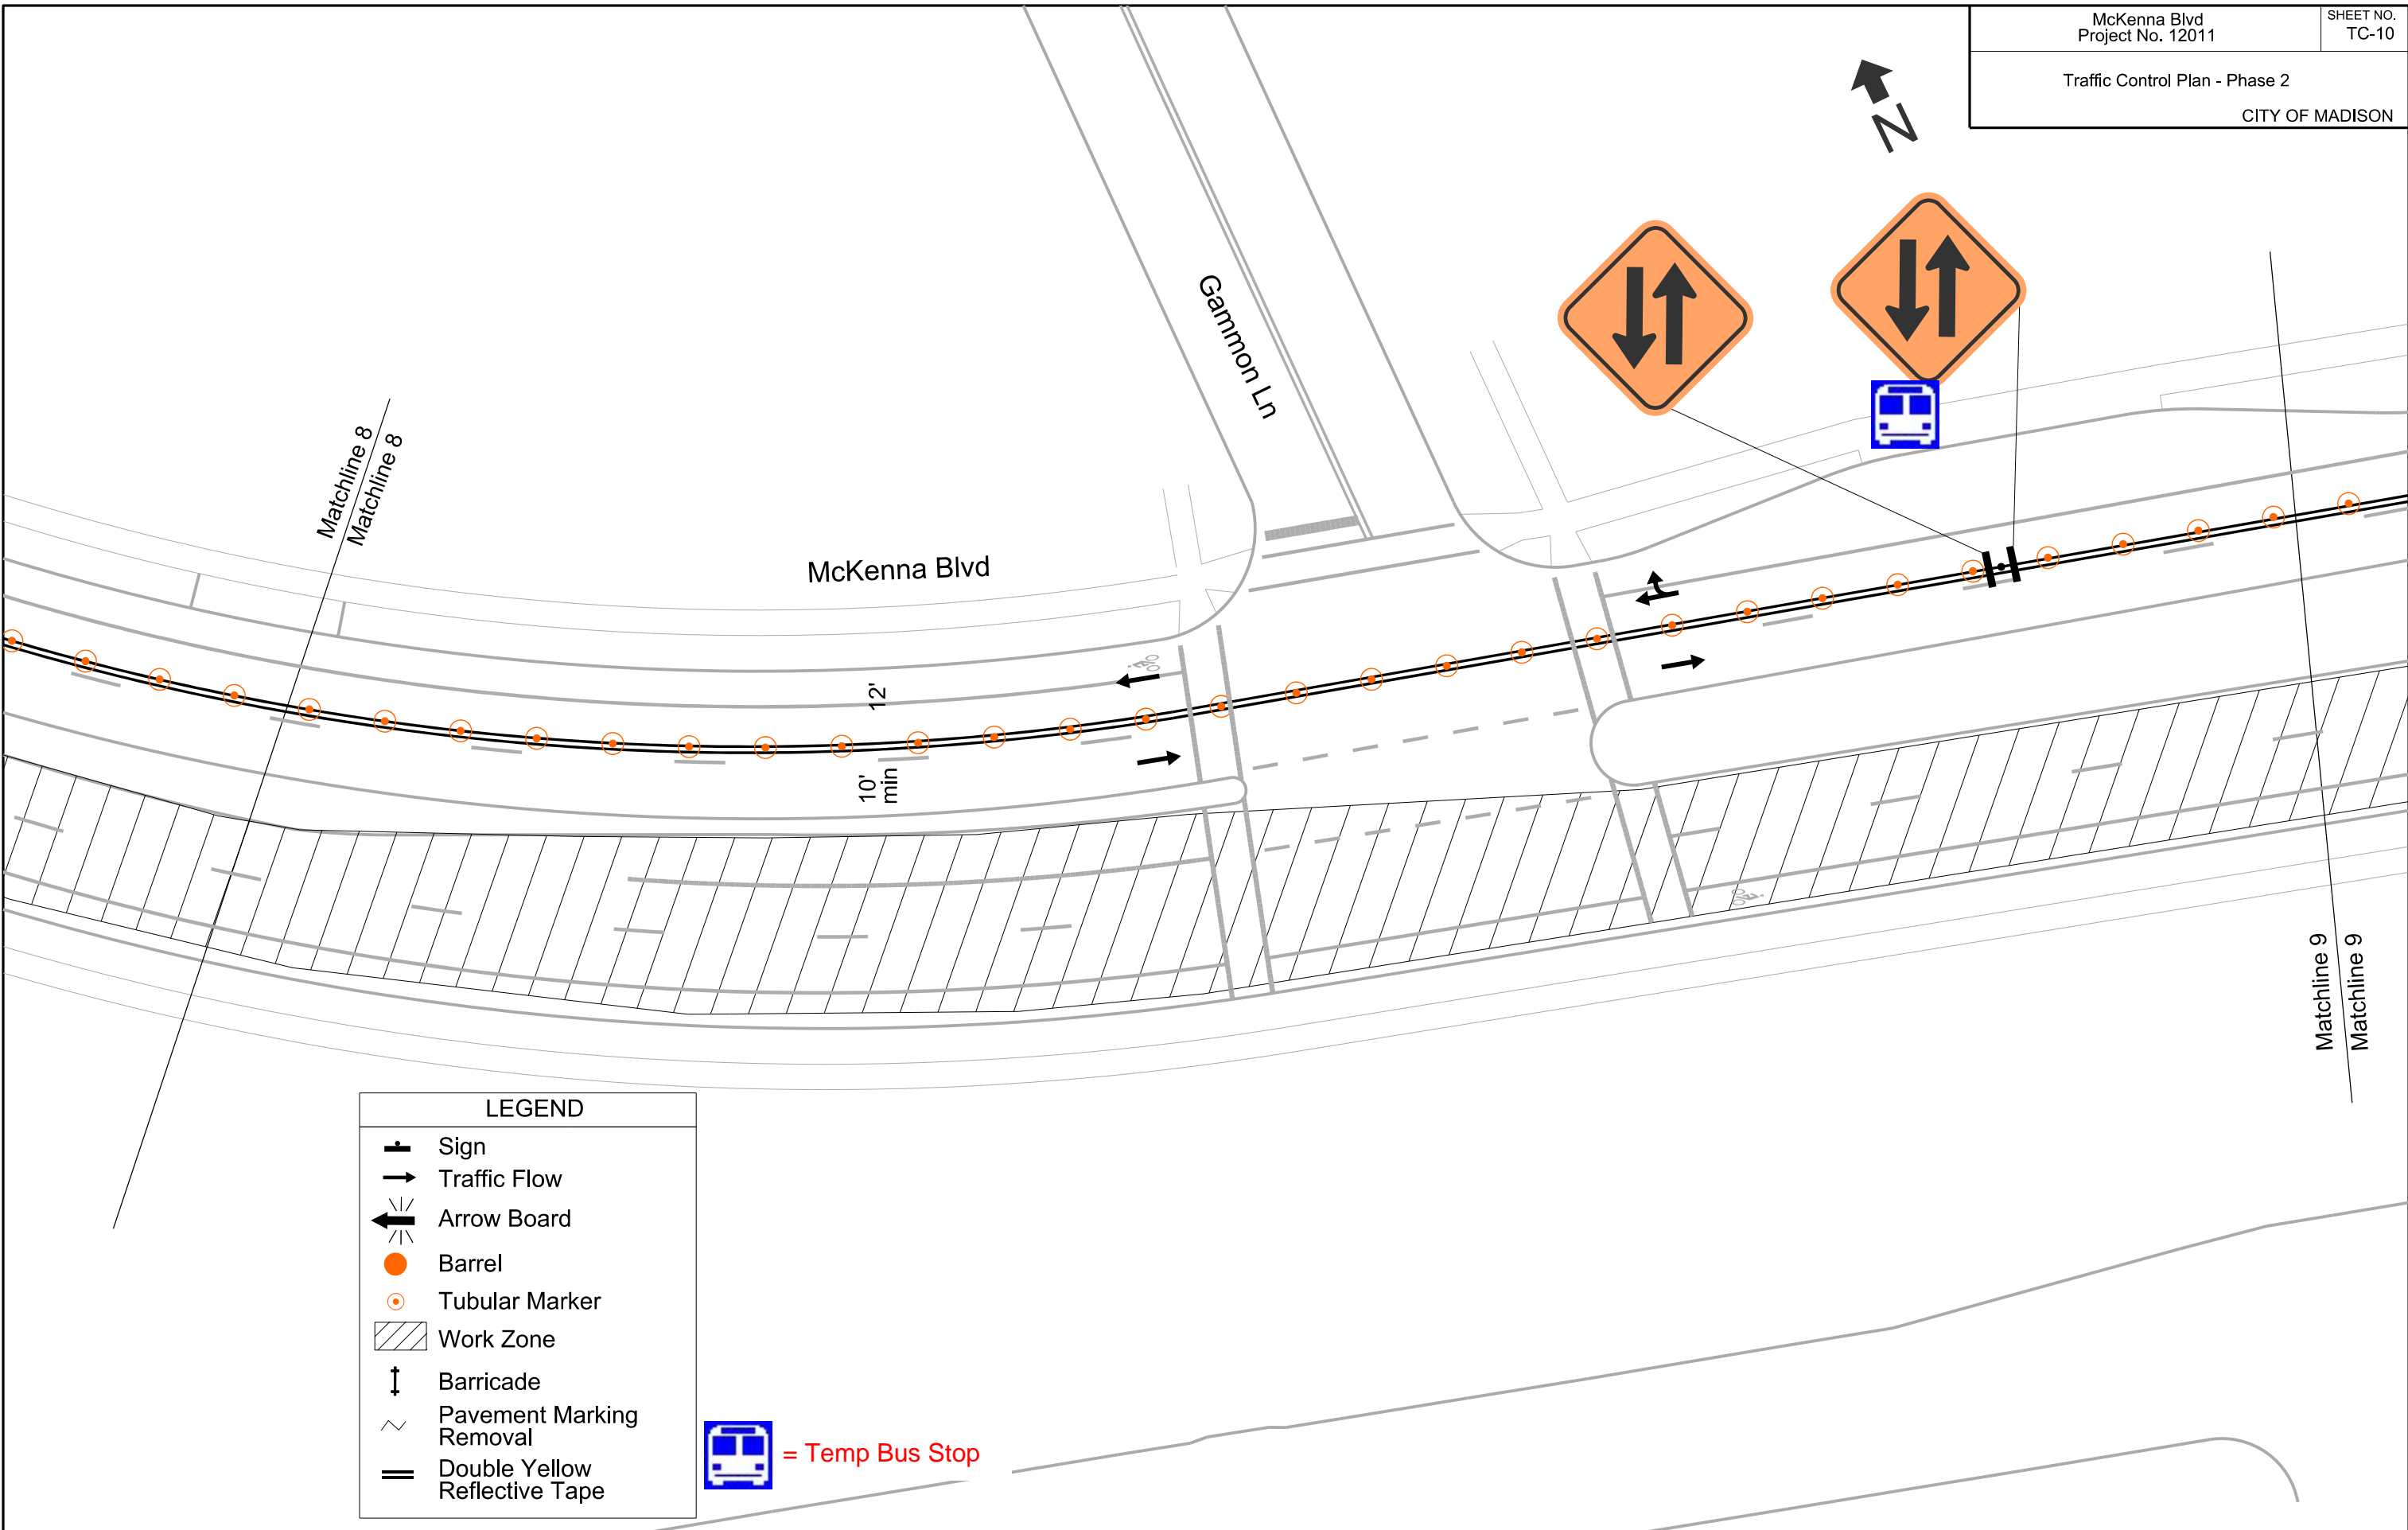 McKenna Blvd
Project No. 12011
SHEET NO.
TC-10
Traffic Control Plan - Phase 2
CITY OF MADISON
N
Gammon Ln
Matchline 8
Matchline 8
McKenna Blvd
12'
10'
min
Matchline 9
Matchline 9
LEGEND
Sign
Traffic Flow
Arrow Board
Barrel
Tubular Marker
Work Zone
Barricade
Pavement Marking
Removal
Double Yellow
Reflective Tape
= Temp Bus Stop